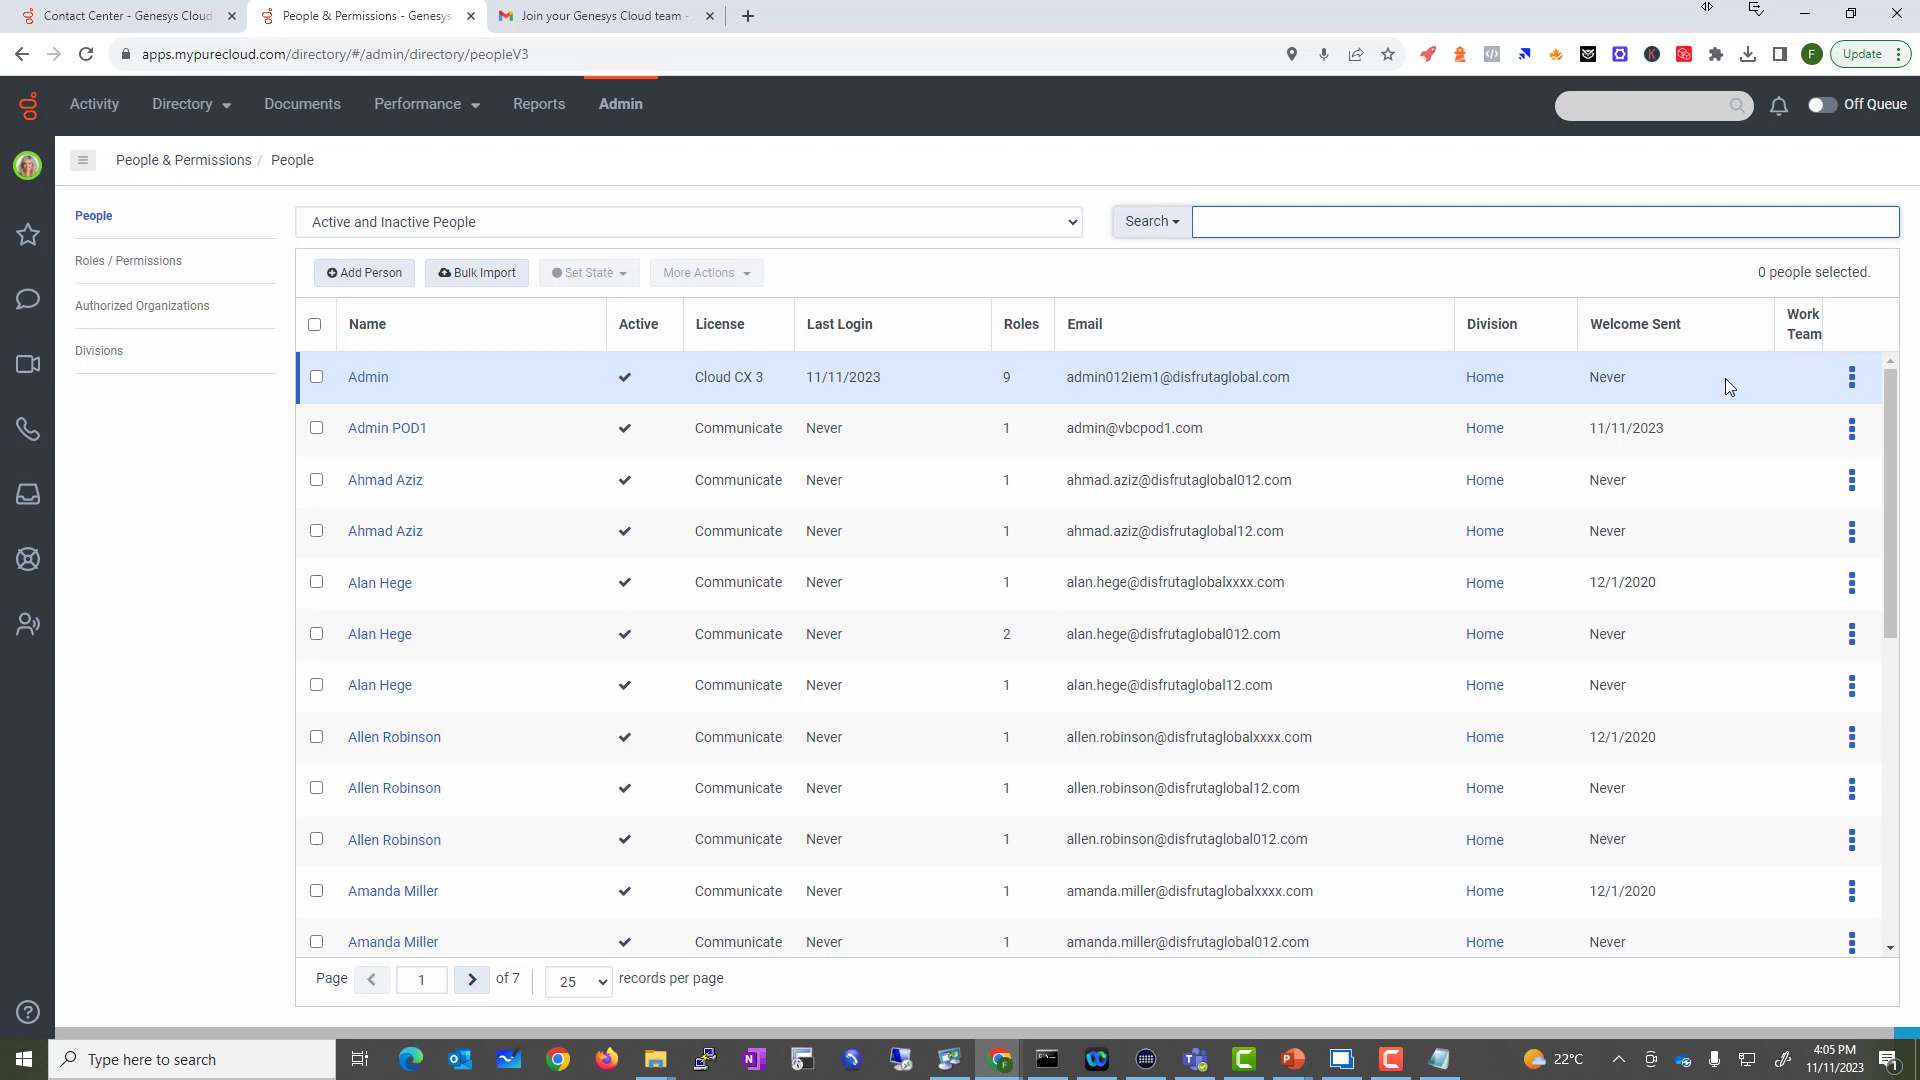 Contact Center - Genesys Cloud
People & Permissions - Genesys
Join your Genesys Cloud team -
apps.mypurecloud.com/directory/#/admin/directory/peopleV3
F
Update
Activity Directory Documents Performance Reports Admin
Off Queue
People & Permissions / People
People
Roles / Permissions
Authorized Organizations
Divisions
Active and Inactive People
Search
Add Person Bulk Import Set State More Actions
0 people selected.
Name Active License Last Login Roles Email Division Welcome Sent Work Team
Admin Cloud CX 3 11/11/2023 9 admin012iem1@disfrutaglobal.com Home Never
Admin POD1 Communicate Never 1 admin@vbcpod1.com Home 11/11/2023
Ahmad Aziz Communicate Never 1 ahmad.aziz@disfrutaglobal012.com Home Never
Ahmad Aziz Communicate Never 1 ahmad.aziz@disfrutaglobal12.com Home Never
Alan Hege Communicate Never 1 alan.hege@disfrutaglobalxxxx.com Home 12/1/2020
Alan Hege Communicate Never 2 alan.hege@disfrutaglobal012.com Home Never
Alan Hege Communicate Never 1 alan.hege@disfrutaglobal12.com Home Never
Allen Robinson Communicate Never 1 allen.robinson@disfrutaglobalxxxx.com Home 12/1/2020
Allen Robinson Communicate Never 1 allen.robinson@disfrutaglobal12.com Home Never
Allen Robinson Communicate Never 1 allen.robinson@disfrutaglobal012.com Home Never
Amanda Miller Communicate Never 1 amanda.miller@disfrutaglobalxxxx.com Home 12/1/2020
Amanda Miller Communicate Never 1 amanda.miller@disfrutaglobal012.com Home Never
Page 1 of 7 25 records per page
Type here to search
22°C
4:05 PM
11/11/2023
1